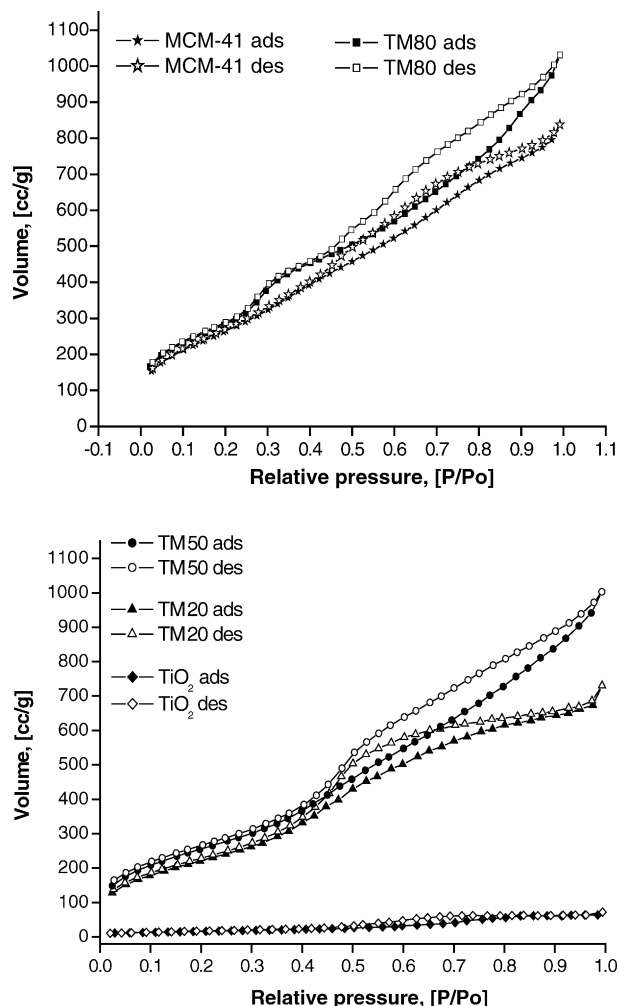 MCM-41 ads TM80 ads
MCM-41 des TM80 des
1100
1000
900
800
700
600
500
400
300
200
100
0
Volume, [cc/g]
-0.1 0.0 0.1 0.2 0.3 0.4 0.5 0.6 0.7 0.8 0.9 1.0 1.1
Relative pressure, [P/Po]
TM50 ads
TM50 des
TM20 ads
TM20 des
TiO2 ads
TiO2 des
1100
1000
900
800
700
600
500
400
300
200
100
0
Volume, [cc/g]
0.0 0.1 0.2 0.3 0.4 0.5 0.6 0.7 0.8 0.9 1.0
Relative pressure, [P/Po]